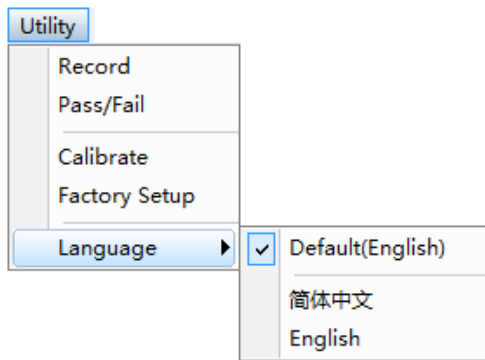 Utility
Record
Pass/Fail
Calibrate
Factory Setup
Language
Default(English)
简体中文
English